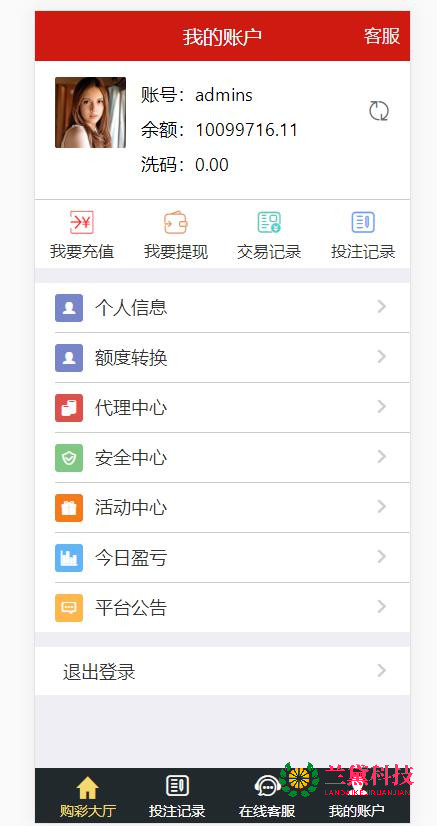 我的账户 客服
账号：admins
余额：10099716.11
洗码：0.00
我要充值 我要提现 交易记录 投注记录
个人信息
额度转换
代理中心
安全中心
活动中心
今日盈亏
平台公告
退出登录
兰黛科技
购彩大厅 投注记录 在线客服 我的账户